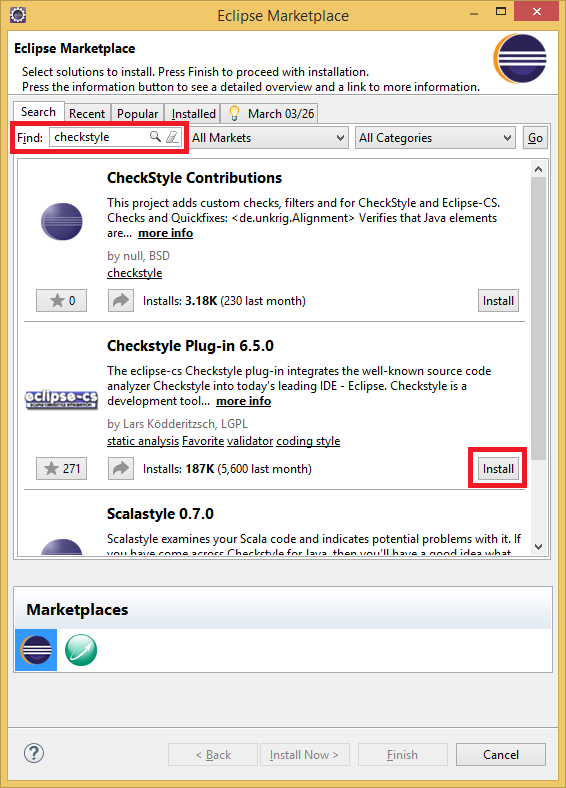 Eclipse Marketplace
Eclipse Marketplace
Select solutions to install. Press Finish to proceed with installation.
Press the information button to see a detailed overview and a link to more information.
Search Recent Popular Installed March 03/26
Find: checkstyle All Markets All Categories Go
CheckStyle Contributions
This project adds custom checks, filters and for CheckStyle and Eclipse-CS.
Checks and Quickfixes: <de.unkrig.Alignment> Verifies that Java elements
are... more info
by null, BSD
checkstyle
0 Installs: 3.18K (230 last month) Install
Checkstyle Plug-in 6.5.0
The eclipse-cs Checkstyle plug-in integrates the well-known source code
analyzer Checkstyle into today's leading IDE - Eclipse. Checkstyle is a
eclipse-cs
development tool... more info
by Lars Ködderitzsch, LGPL
static analysis Favorite validator coding style
271 Installs: 187K (5,600 last month) Install
Scalastyle 0.7.0
Scalastyle examines your Scala code and indicates potential problems with it. If
you have come across Checkstyle for Java, then you'll have a good idea what
Marketplaces
? < Back Install Now > Finish Cancel